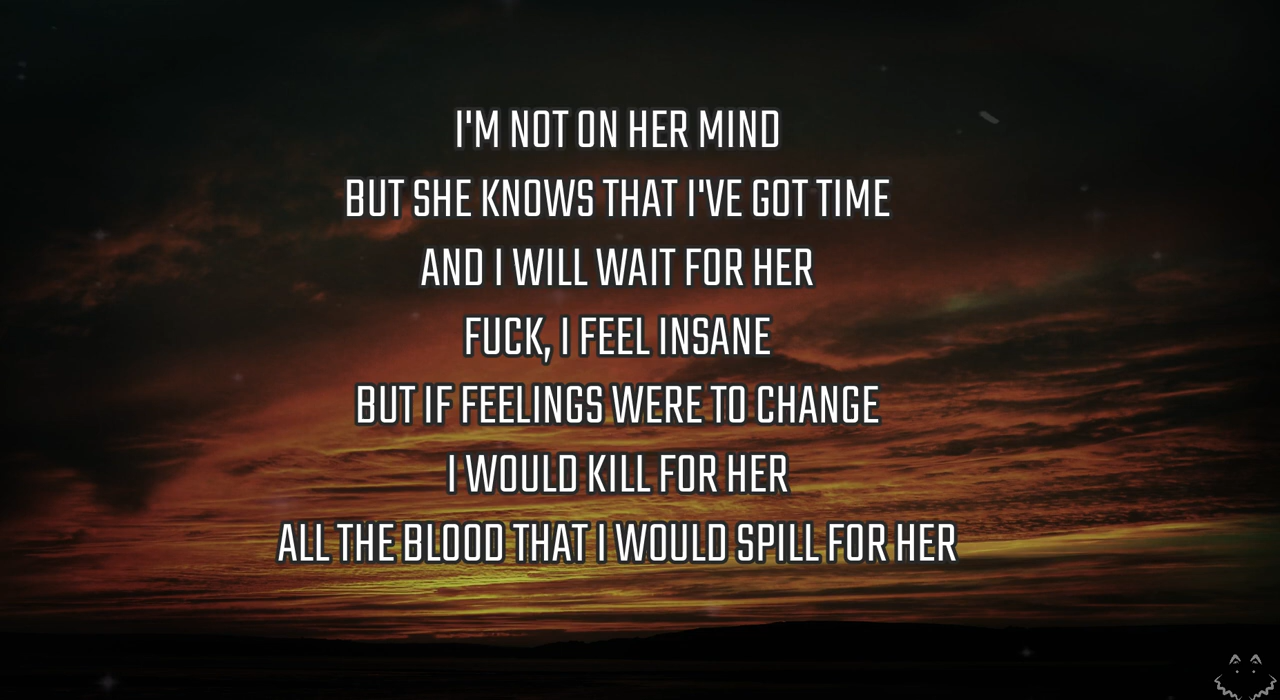 I'M NOT ON HER MIND
BUT SHE KNOWS THAT I'VE GOT TIME
AND I WILL WAIT FOR HER
FUCK, I FEEL INSANE
BUT IF FEELINGS WERE TO CHANGE
I WOULD KILL FOR HER
ALL THE BLOOD THAT I WOULD SPILL FOR HER